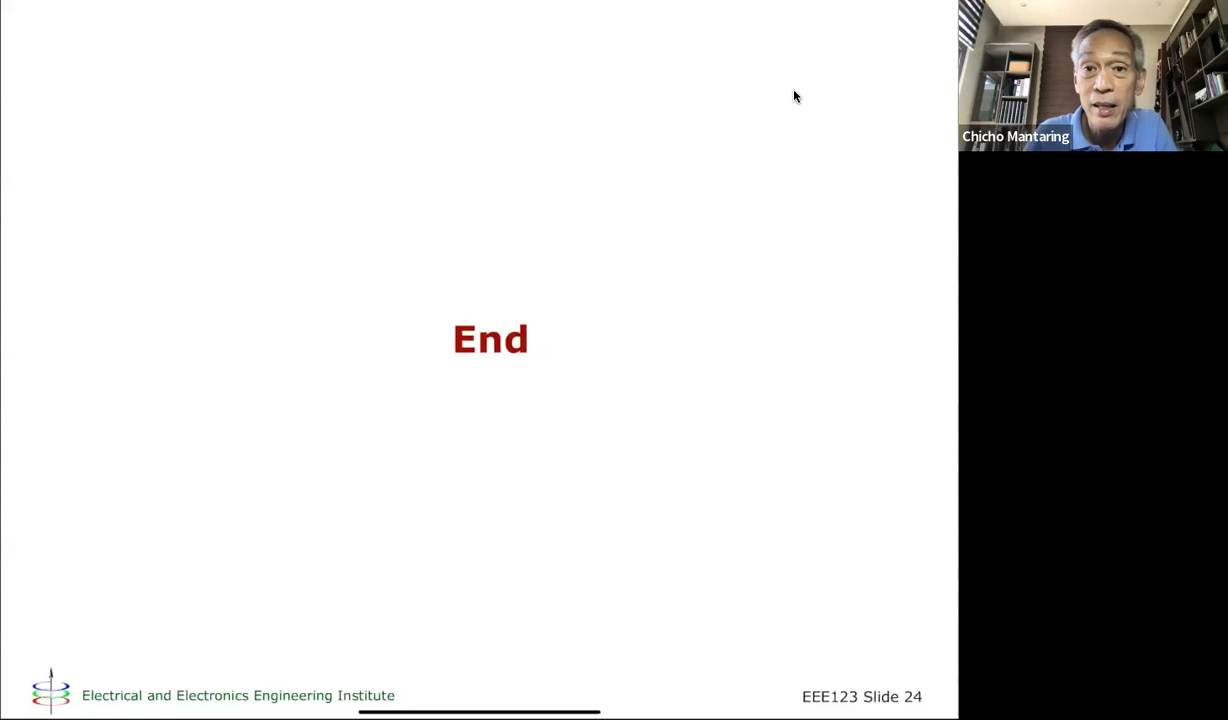 Chicho Mantaring
End
Electrical and Electronics Engineering Institute
EEE123 Slide 24